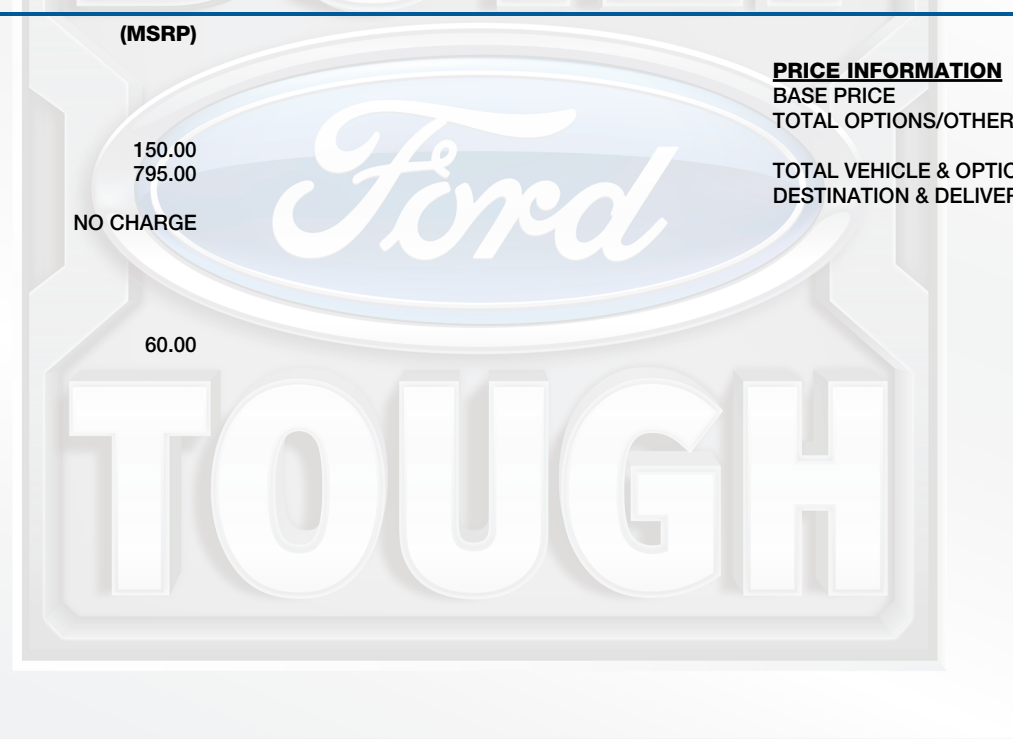 (MSRP)
150.00
795.00
NO CHARGE
60.00
PRICE INFORMATION
BASE PRICE
TOTAL OPTIONS/OTHER
TOTAL VEHICLE & OPTIO
DESTINATION & DELIVER
Ford
TOUGH